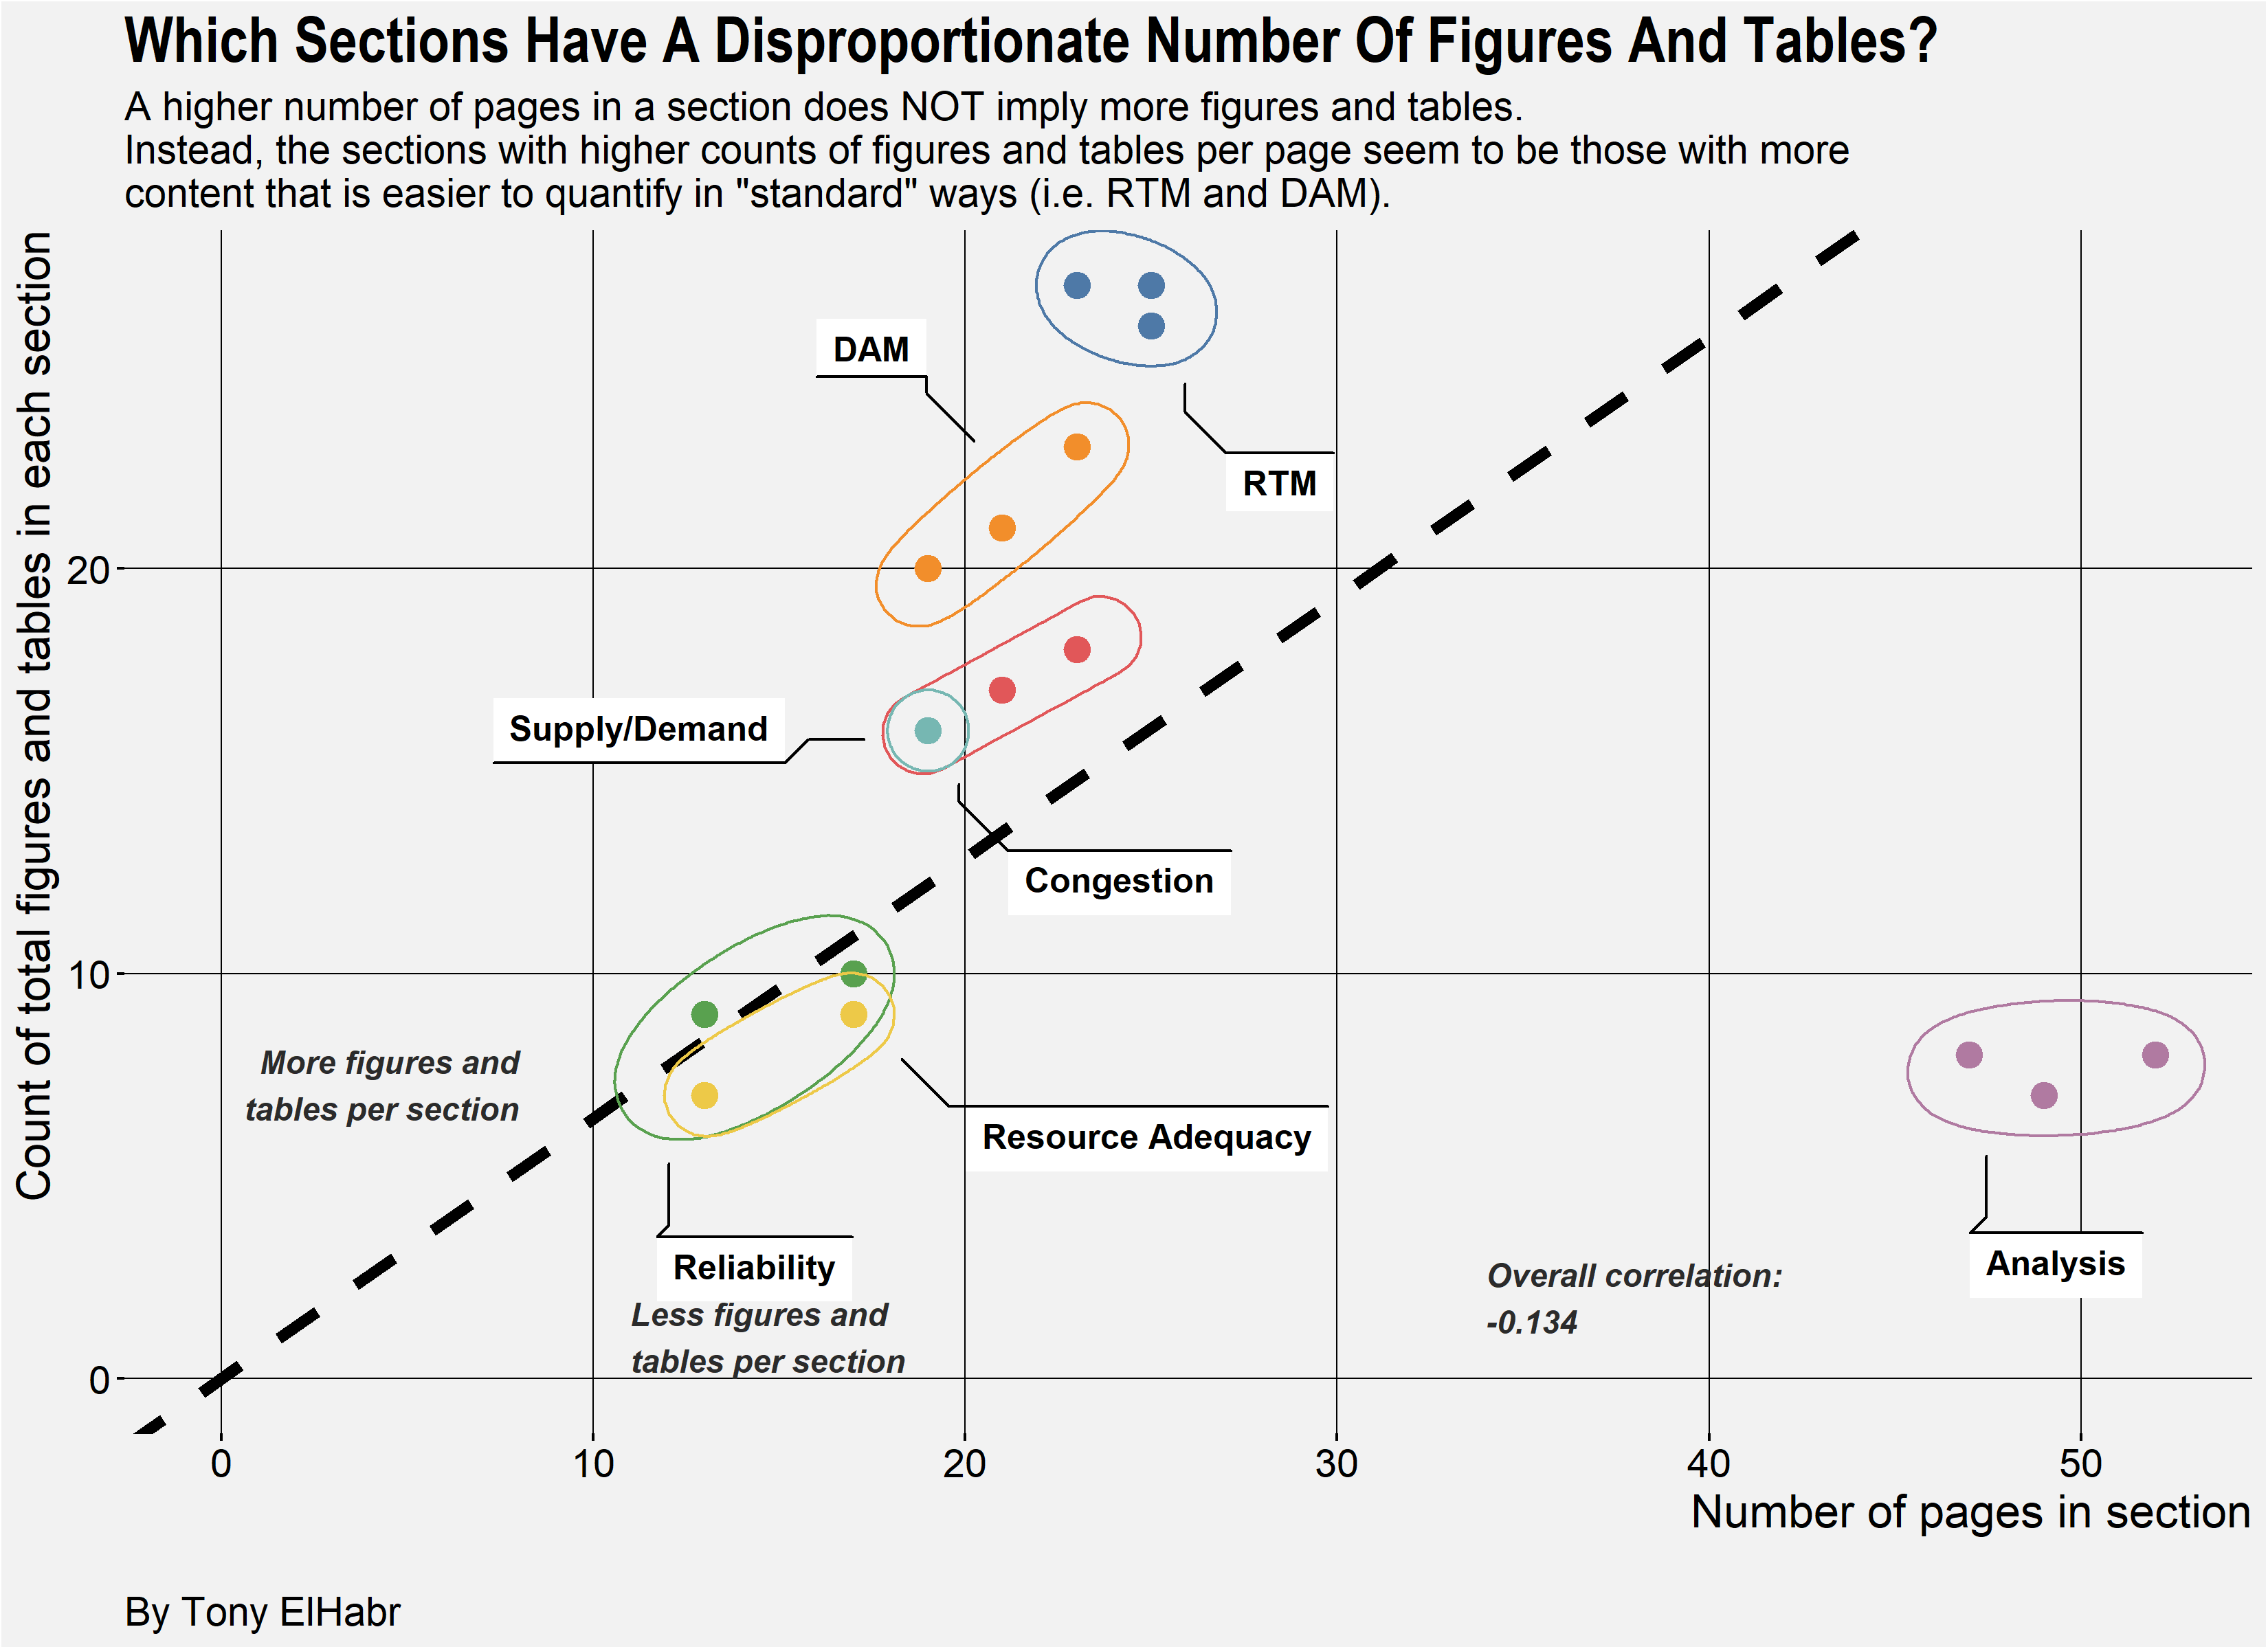 Which Sections Have A Disproportionate Number Of Figures And Tables?
A higher number of pages in a section does NOT imply more figures and tables.
Instead, the sections with higher counts of figures and tables per page seem to be those with more
content that is easier to quantify in "standard" ways (i.e. RTM and DAM).
Count of total figures and tables in each section
20
10
0
DAM
RTM
Supply/Demand
Congestion
More figures and
tables per section
Resource Adequacy
Reliability
Less figures and
tables per section
Overall correlation:
-0.134
Analysis
0 10 20 30 40 50
Number of pages in section
By Tony ElHabr